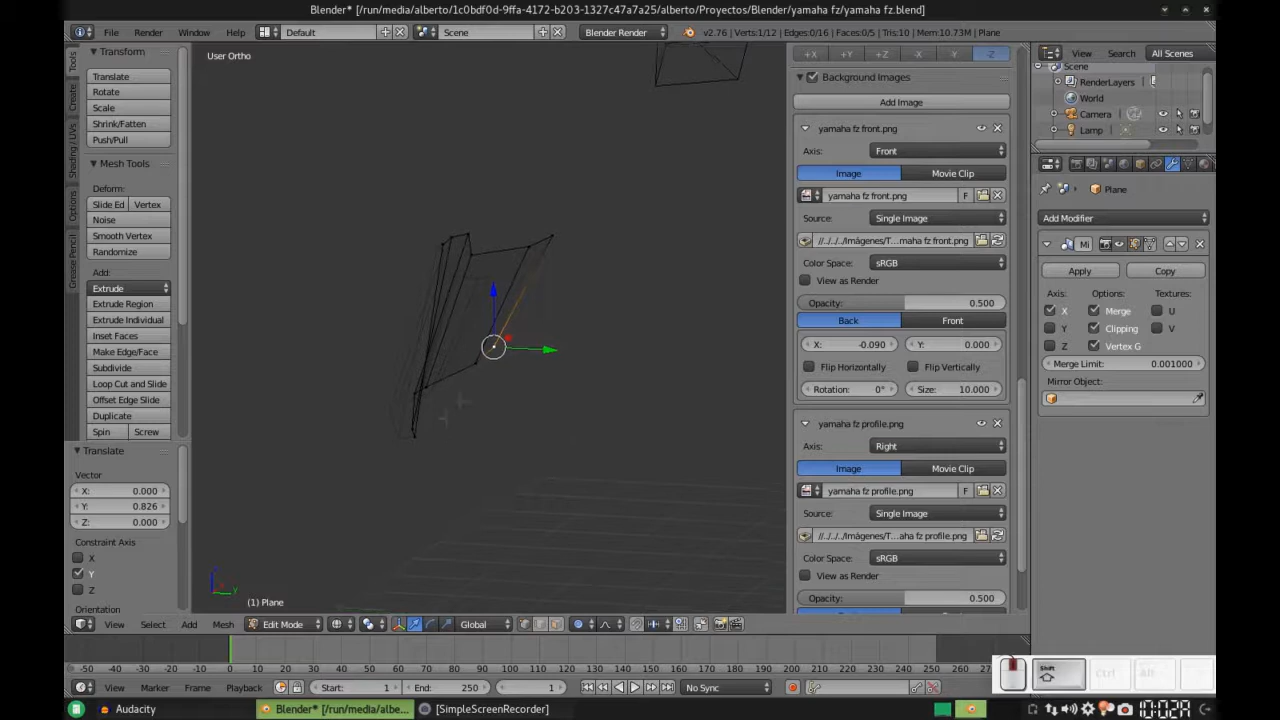 Blender* [/run/media/alberto/1c0bdf0d-9ffa-4172-b203-1327c47a7a25/alberto/Proyectos/Blender/yamaha fz/yamaha fz.blend]
File Render Window Help Default Scene Blender Render v2.76 | Verts:1/12 | Edges:0/16 | Faces:0/5 | Tris:10 | Mem:10.73M | Plane
View Search All Scenes
Tools
Create
Shading / UVs
Options
Grease Pencil
Transform
Translate
Rotate
Scale
Shrink/Fatten
Push/Pull
Mesh Tools
Deform:
Slide Ed Vertex
Noise
Smooth Vertex
Randomize
Add:
Extrude
Extrude Region
Extrude Individual
Inset Faces
Make Edge/Face
Subdivide
Loop Cut and Slide
Offset Edge Slide
Duplicate
Spin Screw
Translate
Vector
X: 0.000
Y: 0.826
Z: 0.000
Constraint Axis
X
Y
Z
Orientation
User Ortho
(1) Plane
+X +Y +Z -X -Y -Z
Background Images
Add Image
yamaha fz front.png
Axis: Front
Image Movie Clip
yamaha fz front.png F
Source: Single Image
//../../../Imágenes/T...maha fz front.png
Color Space: sRGB
View as Render
Opacity: 0.500
Back Front
X: -0.090 Y: 0.000
Flip Horizontally Flip Vertically
Rotation: 0° Size: 10.000
yamaha fz profile.png
Axis: Right
Image Movie Clip
yamaha fz profile.png F
Source: Single Image
//../../../Imágenes/T...aha fz profile.png
Color Space: sRGB
View as Render
Opacity: 0.500
Scene
RenderLayers
World
Camera
Lamp
Plane
Add Modifier
Mi
Apply Copy
Axis: Options: Textures:
X Merge U
Y Clipping V
Z Vertex G
Merge Limit: 0.001000
Mirror Object:
View Select Add Mesh Edit Mode Global
-50 -40 -30 -20 -10 0 10 20 30 40 50 60 70 80 90 100 110 120 130 140 150 160 170 180 190 200 210 220 230 240 250 260 270 280
View Marker Frame Playback Start: 1 End: 250 1 No Sync
Shift Ctrl Alt
Audacity Blender* [/run/media/albe... [SimpleScreenRecorder]